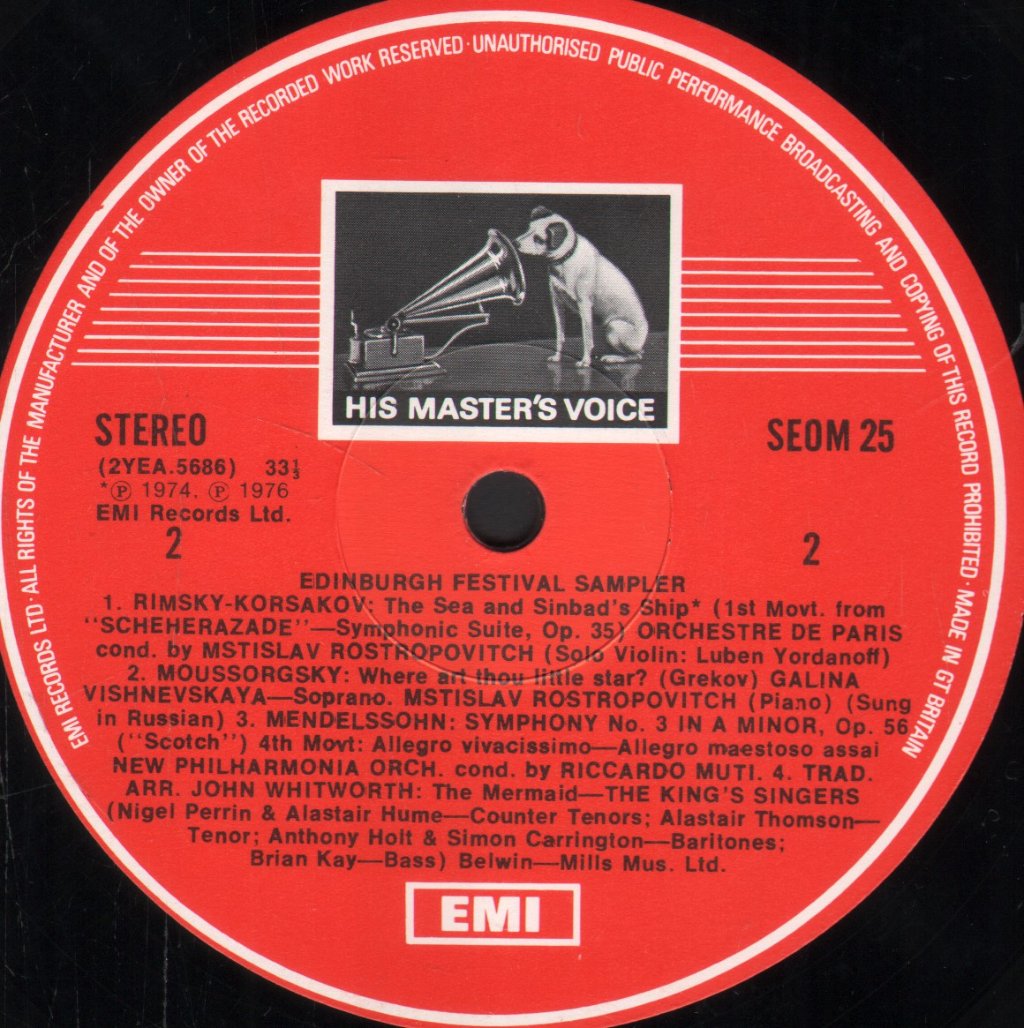 EMI RECORDS LTD · ALL RIGHTS OF THE MANUFACTURER AND OF THE OWNER OF THE RECORDED WORK RESERVED · UNAUTHORISED PUBLIC PERFORMANCE BROADCASTING AND COPYING OF THIS RECORD PROHIBITED · MADE IN GT BRITAIN
HIS MASTER'S VOICE
STEREO
(2YEA.5686) 33⅓
*℗ 1974, ℗ 1976
EMI Records Ltd.
2
SEOM 25
2
EDINBURGH FESTIVAL SAMPLER
1. RIMSKY-KORSAKOV: The Sea and Sinbad's Ship* (1st Movt. from
"SCHEHERAZADE"—Symphonic Suite, Op. 35) ORCHESTRE DE PARIS
cond. by MSTISLAV ROSTROPOVITCH (Solo Violin: Luben Yordanoff)
2. MOUSSORGSKY: Where art thou little star? (Grekov) GALINA
VISHNEVSKAYA—Soprano. MSTISLAV ROSTROPOVITCH (Piano) (Sung
in Russian) 3. MENDELSSOHN: SYMPHONY No. 3 IN A MINOR, Op. 56
("Scotch") 4th Movt: Allegro vivacissimo—Allegro maestoso assai
NEW PHILHARMONIA ORCH. cond. by RICCARDO MUTI. 4. TRAD.
ARR. JOHN WHITWORTH: The Mermaid—THE KING'S SINGERS
(Nigel Perrin & Alastair Hume—Counter Tenors; Alastair Thomson—
Tenor; Anthony Holt & Simon Carrington—Baritones;
Brian Kay—Bass) Belwin—Mills Mus. Ltd.
EMI